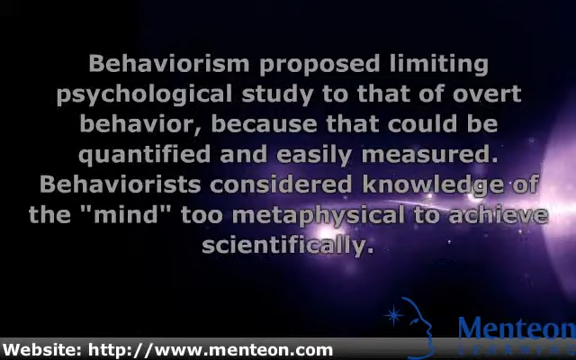 Behaviorism proposed limiting
psychological study to that of overt
behavior, because that could be
quantified and easily measured.
Behaviorists considered knowledge of
the "mind" too metaphysical to achieve
scientifically.
Menteon
LEARNING
Website: http://www.menteon.com